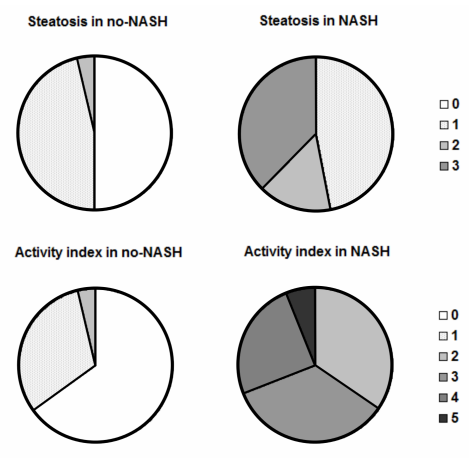 Steatosis in no-NASH
Steatosis in NASH
0
1
2
3
Activity index in no-NASH
Activity index in NASH
0
1
2
3
4
5